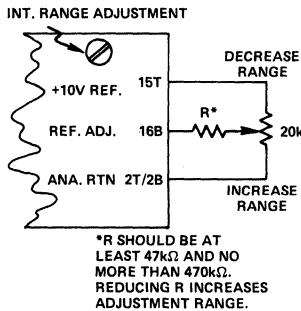 INT. RANGE ADJUSTMENT
DECREASE
RANGE
+10V REF.
15T
R*
REF. ADJ.
16B
20k
ANA. RTN
2T/2B
INCREASE
RANGE
*R SHOULD BE AT
LEAST 47kΩ AND NO
MORE THAN 470kΩ.
REDUCING R INCREASES
ADJUSTMENT RANGE.